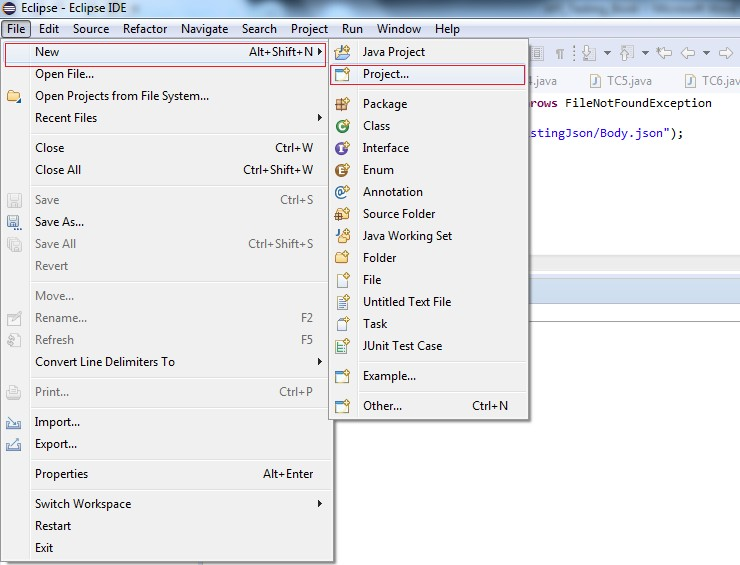 Eclipse - Eclipse IDE
File Edit Source Refactor Navigate Search Project Run Window Help
New Alt+Shift+N
Open File...
Open Projects from File System...
Recent Files
Close Ctrl+W
Close All Ctrl+Shift+W
Save Ctrl+S
Save As...
Save All Ctrl+Shift+S
Revert
Move...
Rename... F2
Refresh F5
Convert Line Delimiters To
Print... Ctrl+P
Import...
Export...
Properties Alt+Enter
Switch Workspace
Restart
Exit
Java Project
Project...
Package
Class
Interface
Enum
Annotation
Source Folder
Java Working Set
Folder
File
Untitled Text File
Task
JUnit Test Case
Example...
Other... Ctrl+N
4.java TC5.java TC6.jav
rows FileNotFoundException
stingJson/Body.json");